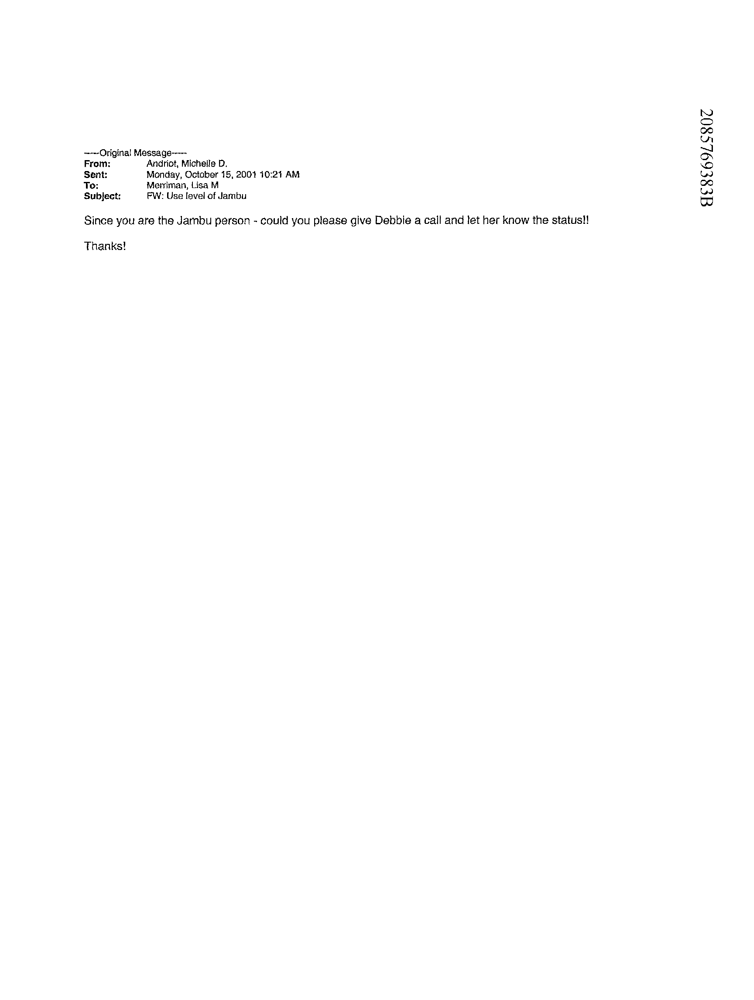 -----Original Message-----
From: Andriot, Michelle D.
Sent: Monday, October 15, 2001 10:21 AM
To: Merriman, Lisa M
Subject: FW: Use level of Jambu
Since you are the Jambu person - could you please give Debbie a call and let her know the status!!
Thanks!
2085769383B